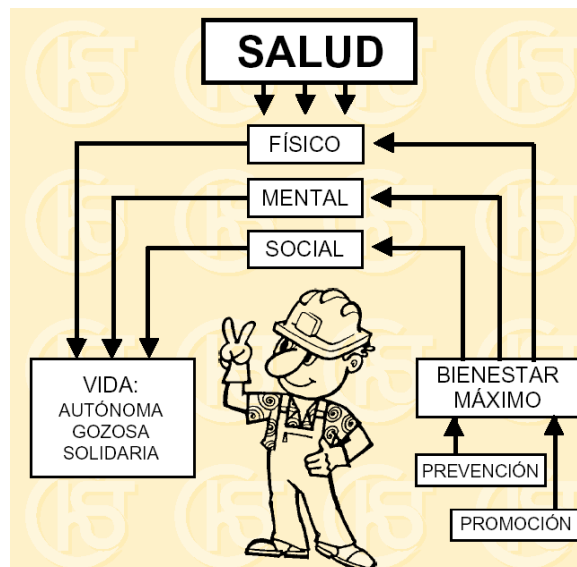 SALUD
FÍSICO
MENTAL
SOCIAL
VIDA:
AUTÓNOMA
GOZOSA
SOLIDARIA
BIENESTAR
MÁXIMO
PREVENCIÓN
PROMOCIÓN